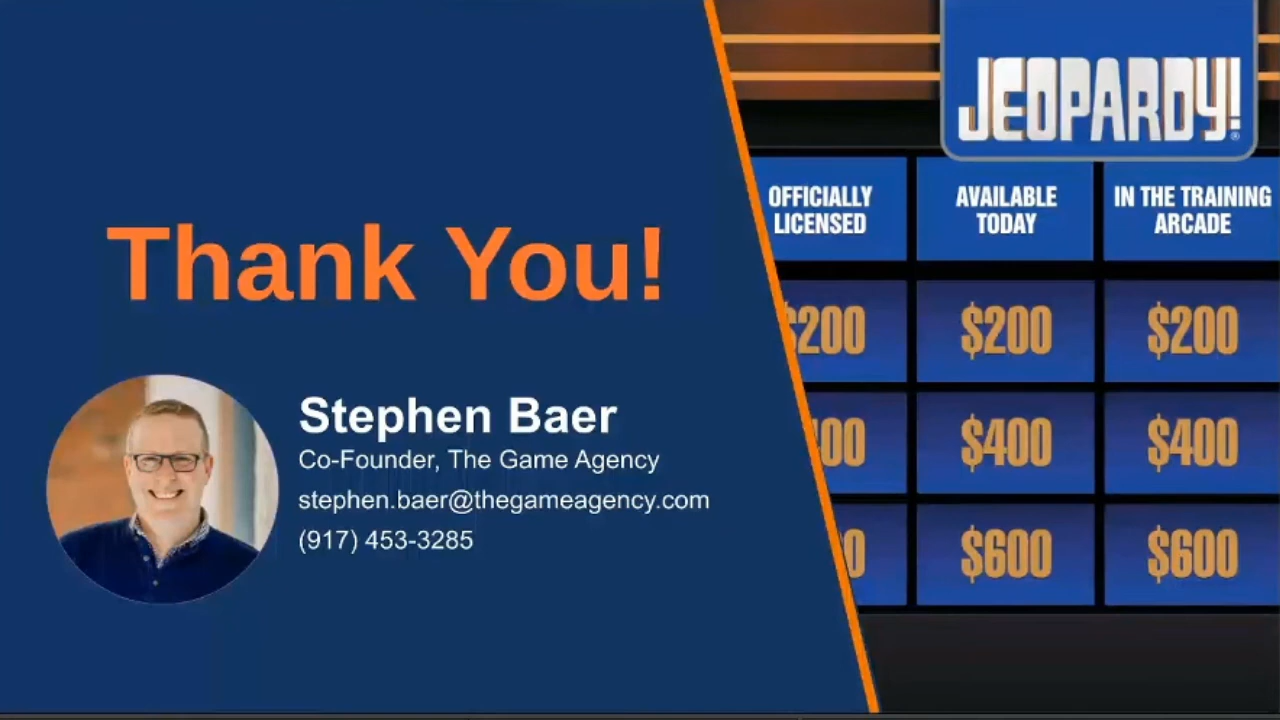 Thank You!
Stephen Baer
Co-Founder, The Game Agency
stephen.baer@thegameagency.com
(917) 453-3285
JEOPARDY!®
OFFICIALLY
LICENSED
AVAILABLE
TODAY
IN THE TRAINING
ARCADE
$200
$200
$200
$400
$400
$600
$600